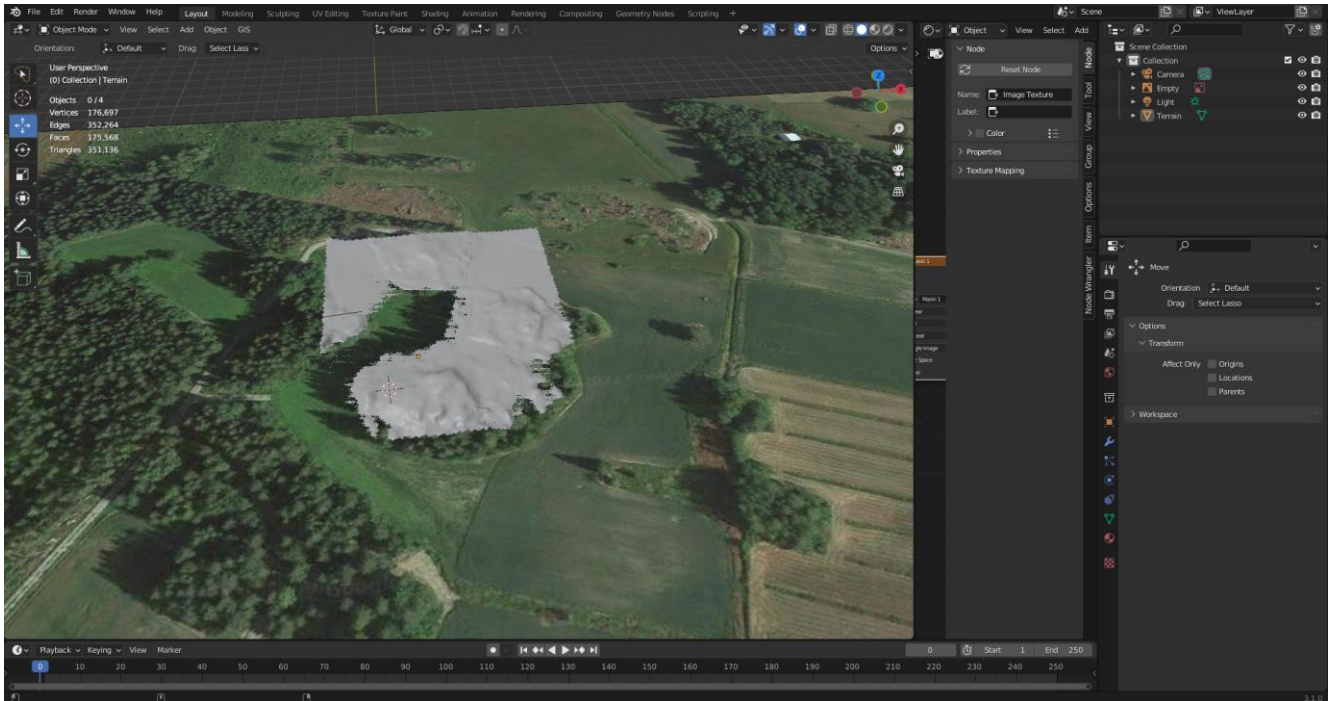 File Edit Render Window Help Layout Modeling Sculpting UV Editing Texture Paint Shading Animation Rendering Compositing Geometry Nodes Scripting + Scene ViewLayer
Object Mode View Select Add Object GIS Global Object View Select Add
Orientation: Default Drag: Select Lass Options
User Perspective
(0) Collection | Terrain
Objects 0/4
Vertices 176,697
Edges 352,264
Faces 175,568
Triangles 351,136
Z
X
Node
Reset Node
Name: Image Texture
Label:
Color
Properties
Texture Mapping
Node
Tool
View
Group
Options
Item
Node Wrangler
Maski 1
Scene Collection
Collection
Camera
Empty
Light
Terrain
Move
Orientation Default
Drag: Select Lasso
Options
Transform
Affect Only Origins
Locations
Parents
Workspace
Playback Keying View Marker 0 Start 1 End 250
0 10 20 30 40 50 60 70 80 90 100 110 120 130 140 150 160 170 180 190 200 210 220 230 240 250
3.1.0